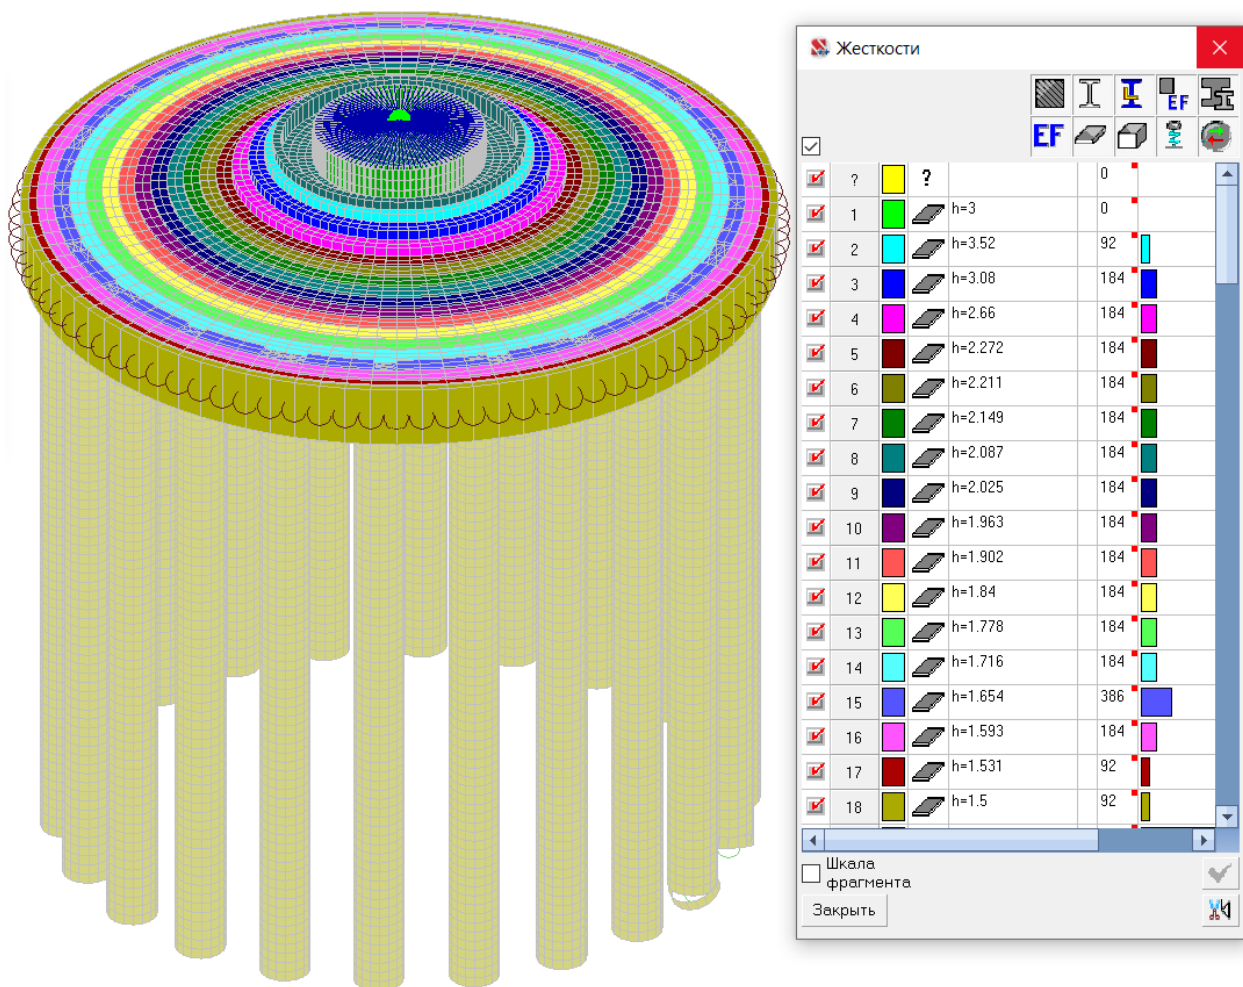 Жесткости
EF
EF
? ? 0
1 h=3 0
2 h=3.52 92
3 h=3.08 184
4 h=2.66 184
5 h=2.272 184
6 h=2.211 184
7 h=2.149 184
8 h=2.087 184
9 h=2.025 184
10 h=1.963 184
11 h=1.902 184
12 h=1.84 184
13 h=1.778 184
14 h=1.716 184
15 h=1.654 386
16 h=1.593 184
17 h=1.531 92
18 h=1.5 92
Шкала
фрагмента
Закрыть